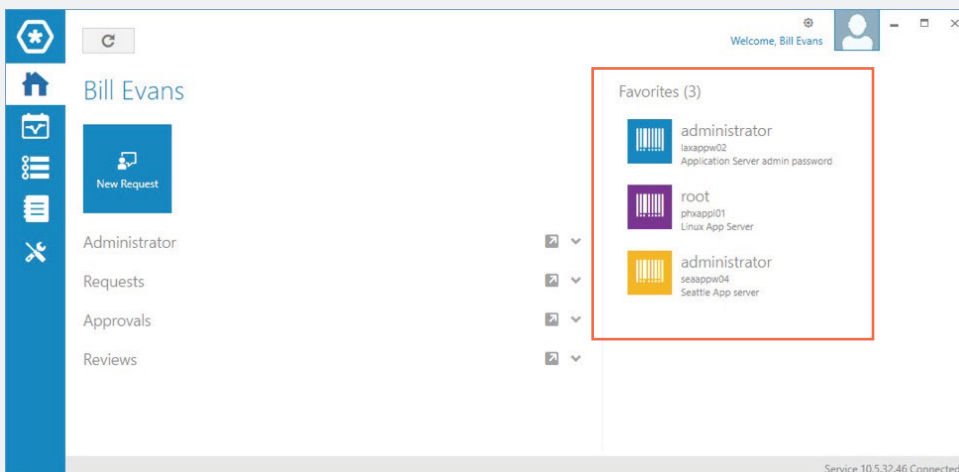 Welcome, Bill Evans
Bill Evans
New Request
Administrator
Requests
Approvals
Reviews
Favorites (3)
administrator
laxappw02
Application Server admin password
root
phxappl01
Linux App Server
administrator
seaappw04
Seattle App server
Service 10.5.32.46 Connected